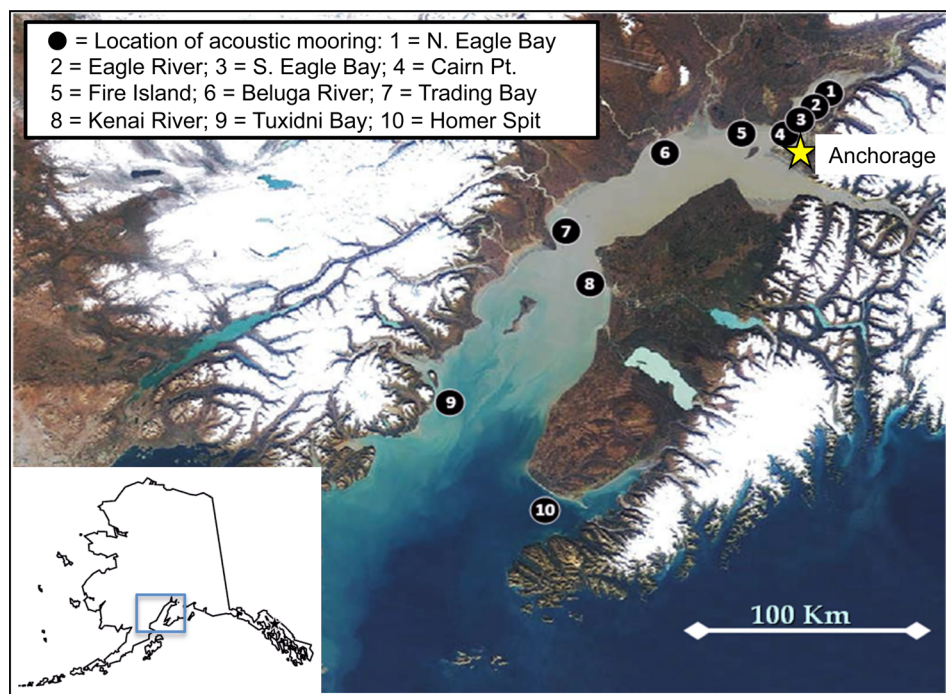 ● = Location of acoustic mooring: 1 = N. Eagle Bay
2 = Eagle River; 3 = S. Eagle Bay; 4 = Cairn Pt.
5 = Fire Island; 6 = Beluga River; 7 = Trading Bay
8 = Kenai River; 9 = Tuxidni Bay; 10 = Homer Spit
1
2
3
4
5
6
Anchorage
7
8
9
10
100 Km